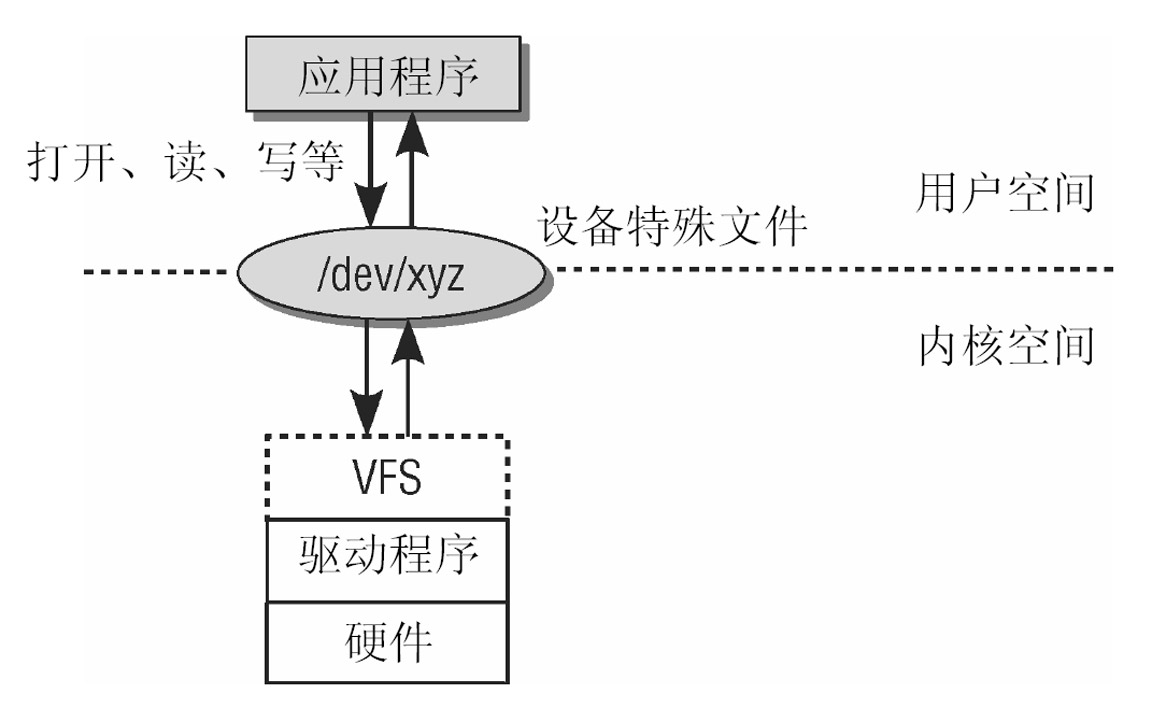 应用程序
打开、读、写等
用户空间
设备特殊文件
/dev/xyz
内核空间
VFS
驱动程序
硬件